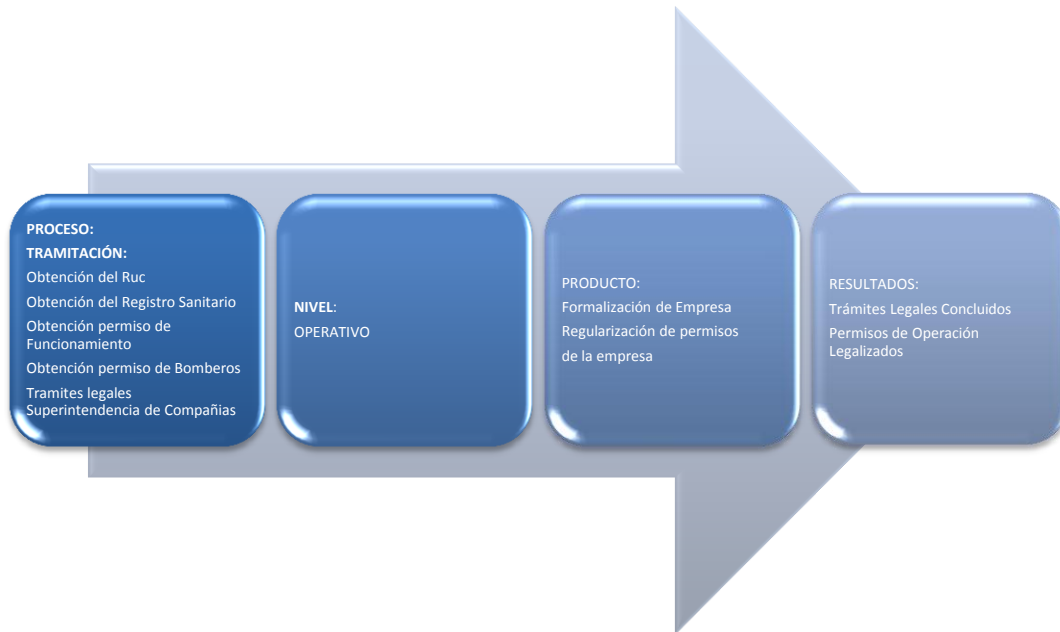 PROCESO:
TRAMITACIÓN:
Obtención del Ruc
Obtención del Registro Sanitario
Obtención permiso de
Funcionamiento
Obtención permiso de Bomberos
Tramites legales
Superintendencia de Compañias
NIVEL:
OPERATIVO
PRODUCTO:
Formalización de Empresa
Regularización de permisos
de la empresa
RESULTADOS:
Trámites Legales Concluidos
Permisos de Operación
Legalizados